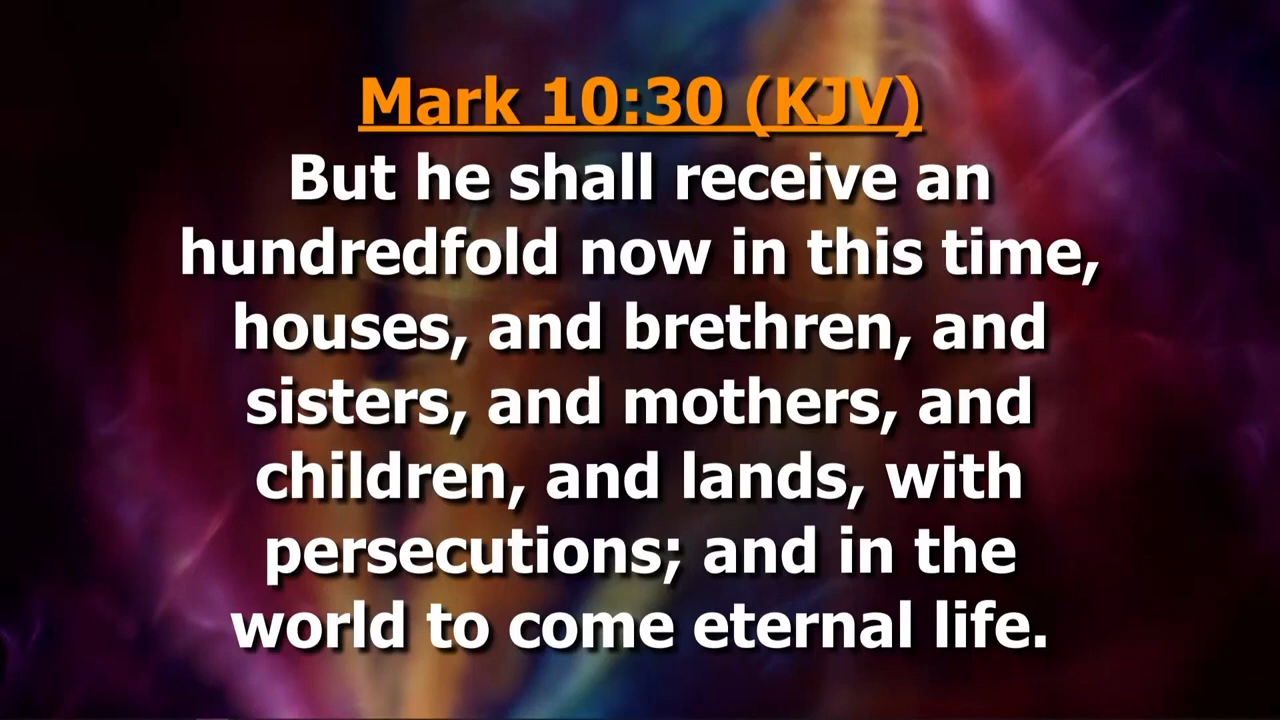 Mark 10:30 (KJV)
But he shall receive an
hundredfold now in this time,
houses, and brethren, and
sisters, and mothers, and
children, and lands, with
persecutions; and in the
world to come eternal life.